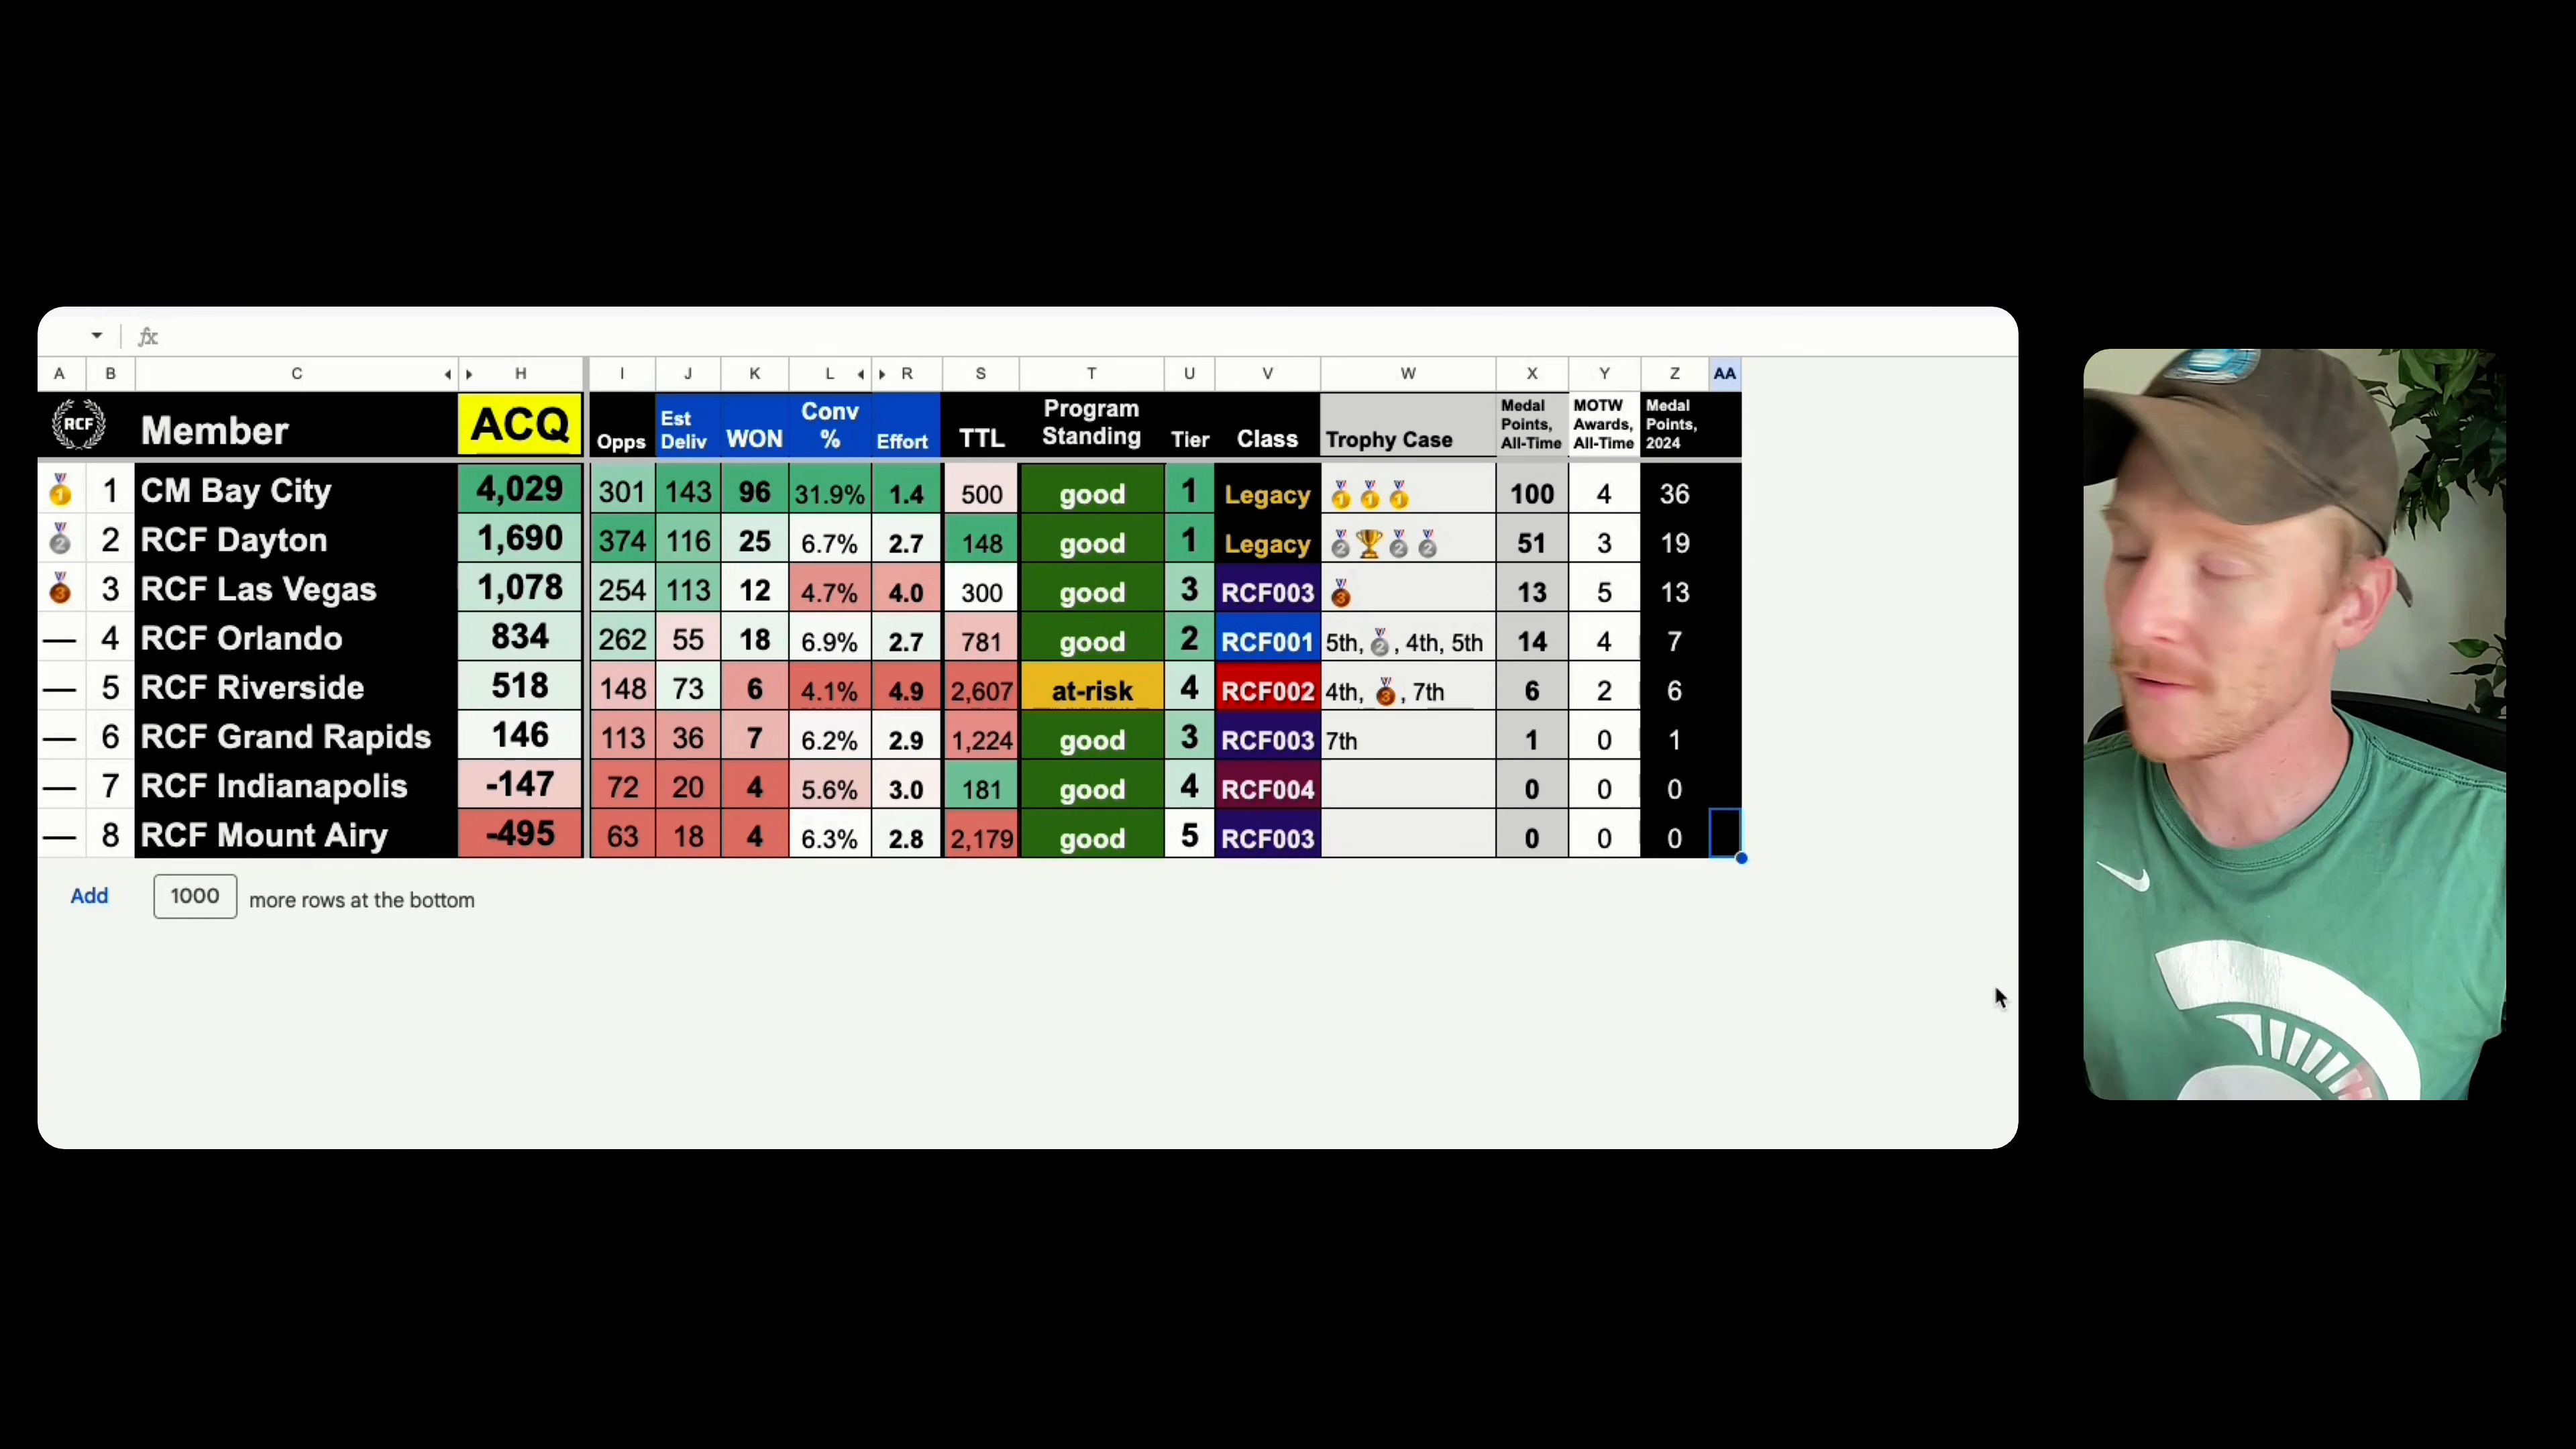 fx
A B C H I J K L R S T U V W X Y Z AA
RCF Member ACQ Opps Est Deliv WON Conv % Effort TTL Program Standing Tier Class Trophy Case Medal Points, All-Time MOTW Awards, All-Time Medal Points, 2024
1 1 CM Bay City 4,029 301 143 96 31.9% 1.4 500 good 1 Legacy 🥇🥇🥇 100 4 36
2 2 RCF Dayton 1,690 374 116 25 6.7% 2.7 148 good 1 Legacy 🥈🏆🥈🥈 51 3 19
3 3 RCF Las Vegas 1,078 254 113 12 4.7% 4.0 300 good 3 RCF003 🥉 13 5 13
— 4 RCF Orlando 834 262 55 18 6.9% 2.7 781 good 2 RCF001 5th, 🥈, 4th, 5th 14 4 7
— 5 RCF Riverside 518 148 73 6 4.1% 4.9 2,607 at-risk 4 RCF002 4th, 🥉, 7th 6 2 6
— 6 RCF Grand Rapids 146 113 36 7 6.2% 2.9 1,224 good 3 RCF003 7th 1 0 1
— 7 RCF Indianapolis -147 72 20 4 5.6% 3.0 181 good 4 RCF004 0 0 0
— 8 RCF Mount Airy -495 63 18 4 6.3% 2.8 2,179 good 5 RCF003 0 0 0
Add 1000 more rows at the bottom